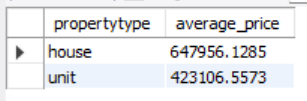 propertytype average_price
house 647956.1285
unit 423106.5573